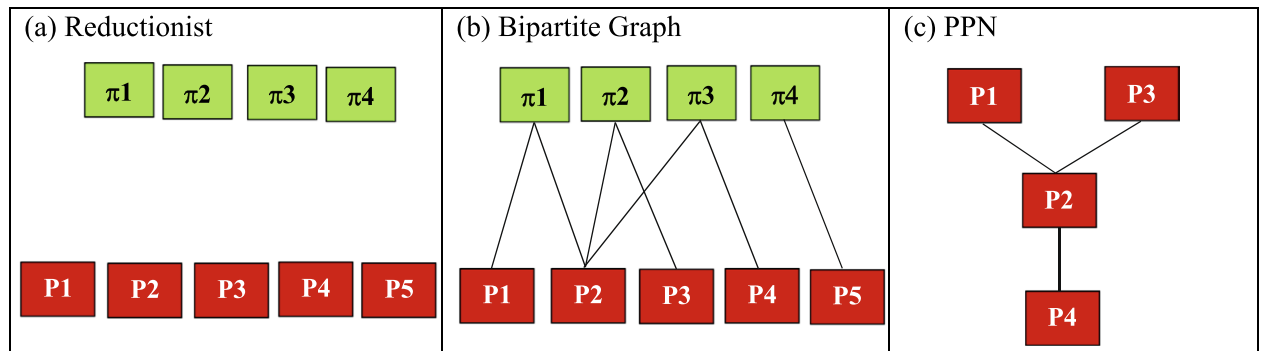 (a) Reductionist
π1 π2 π3 π4
P1 P2 P3 P4 P5
(b) Bipartite Graph
π1 π2 π3 π4
P1 P2 P3 P4 P5
(c) PPN
P1 P3
P2
P4